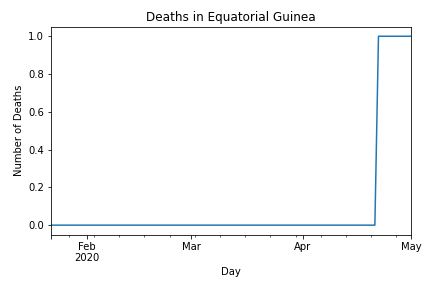 Deaths in Equatorial Guinea
Number of Deaths
1.0
0.8
0.6
0.4
0.2
0.0
Feb
2020
Mar
Apr
May
Day